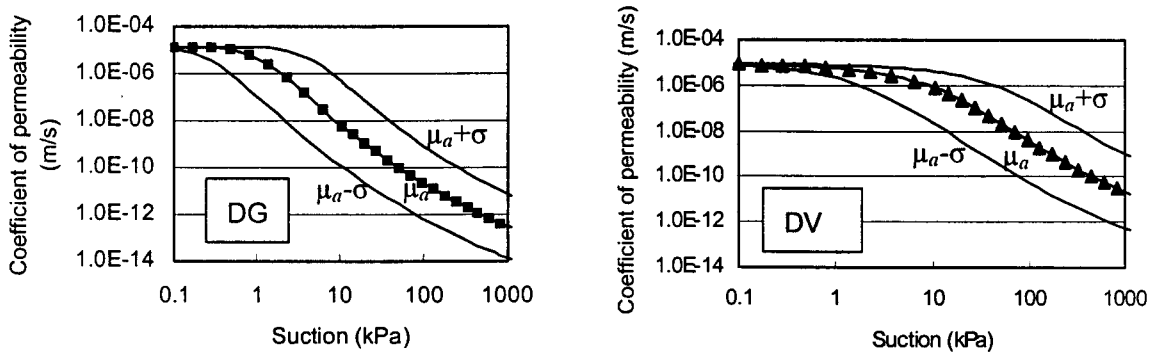 Coefficient of permeability
(m/s)
1.0E-04
1.0E-06
1.0E-08
1.0E-10
1.0E-12
1.0E-14
μa+σ
μa-σ
μa
DG
0.1 1 10 100 1000
Suction (kPa)
Coefficient of permeability (m/s)
1.0E-04
1.0E-06
1.0E-08
1.0E-10
1.0E-12
1.0E-14
μa+σ
μa-σ
μa
DV
0.1 1 10 100 1000
Suction (kPa)